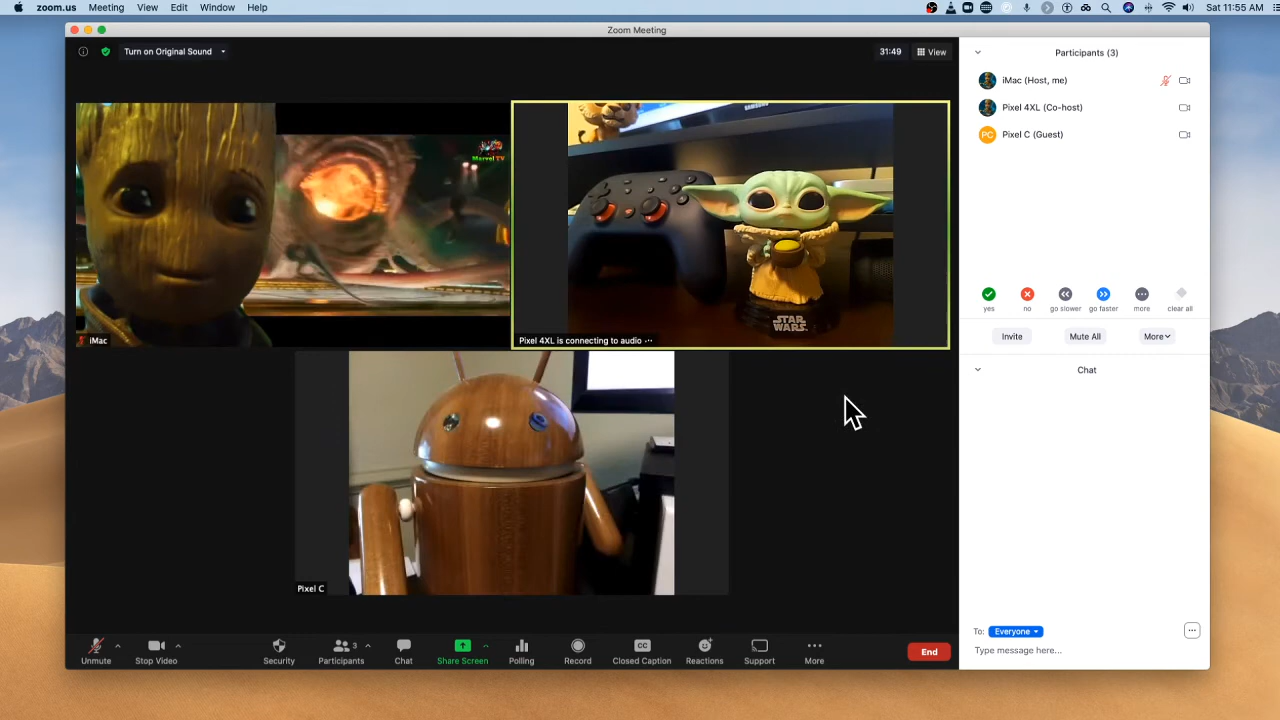 zoom.us Meeting View Edit Window Help Sat 11:55 AM
Zoom Meeting
Turn on Original Sound 31:49 View
Participants (3)
iMac (Host, me)
Pixel 4XL (Co-host)
PC Pixel C (Guest)
Marvel TV
SAMSUNG
STAR WARS
iMac
Pixel 4XL is connecting to audio ···
Pixel C
yes no go slower go faster more clear all
Invite Mute All More
Chat
To: Everyone
Type message here...
Unmute Stop Video Security Participants 3 Chat Share Screen Polling Record CC Closed Caption Reactions Support More End